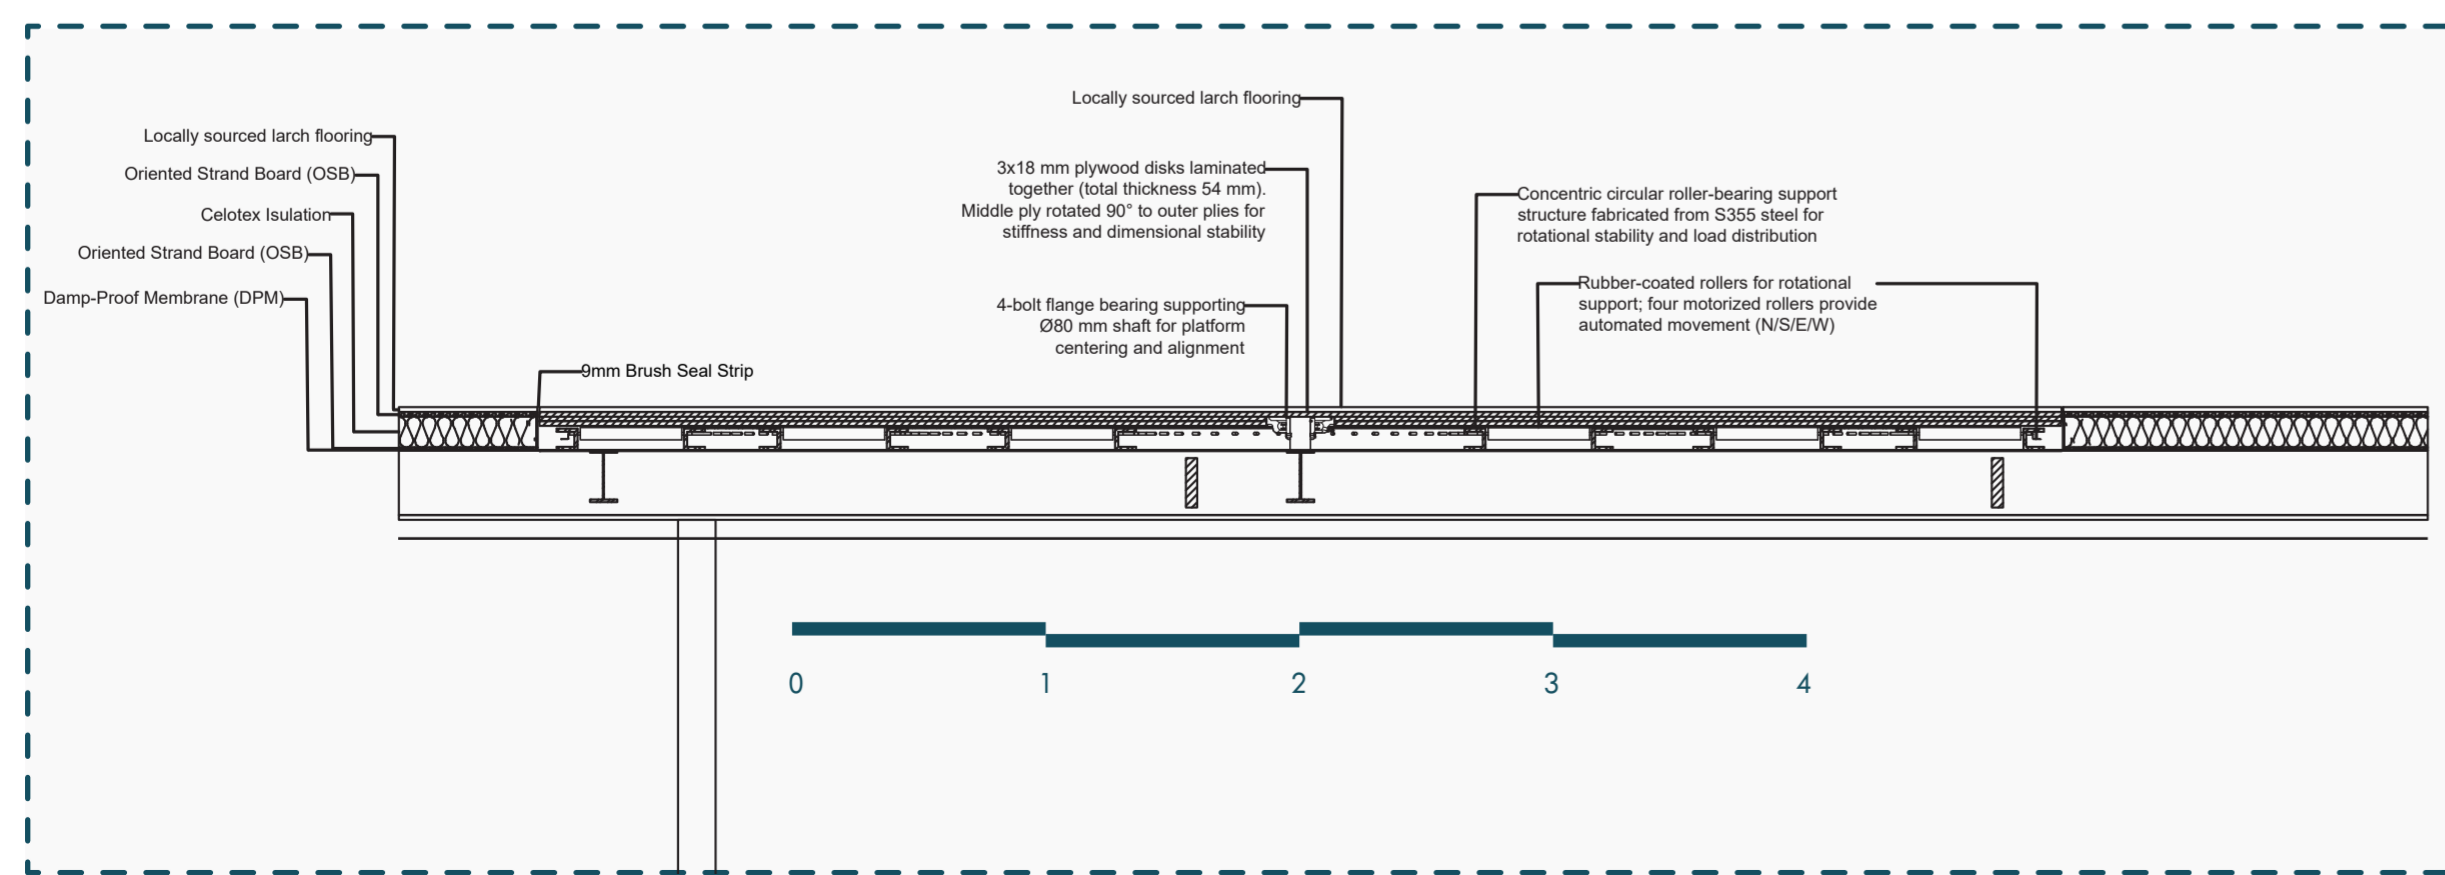 Locally sourced larch flooring
Oriented Strand Board (OSB)
Celotex Isulation
Oriented Strand Board (OSB)
Damp-Proof Membrane (DPM)
9mm Brush Seal Strip
Locally sourced larch flooring
3x18 mm plywood disks laminated
together (total thickness 54 mm).
Middle ply rotated 90° to outer plies for
stiffness and dimensional stability
4-bolt flange bearing supporting
Ø80 mm shaft for platform
centering and alignment
Concentric circular roller-bearing support
structure fabricated from S355 steel for
rotational stability and load distribution
Rubber-coated rollers for rotational
support; four motorized rollers provide
automated movement (N/S/E/W)
0 1 2 3 4